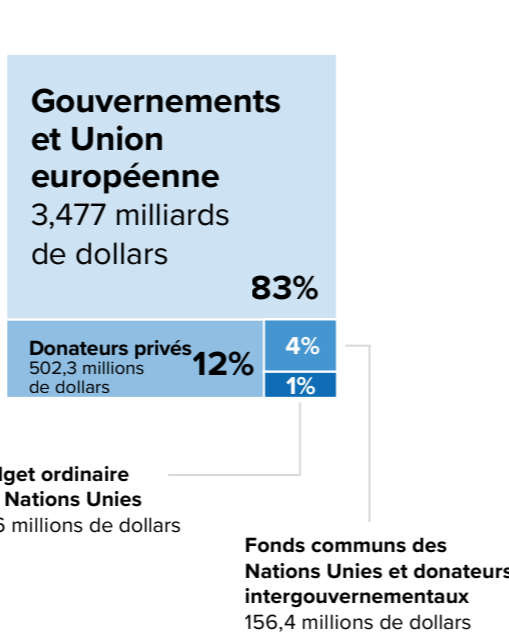 Gouvernements
et Union
européenne
3,477 milliards
de dollars
83%
Donateurs privés
502,3 millions
de dollars
12%
4%
1%
ordinaire
Nations Unies
millions de dollars
Fonds communs des
Nations Unies et donateurs
intergouvernementaux
156,4 millions de dollars